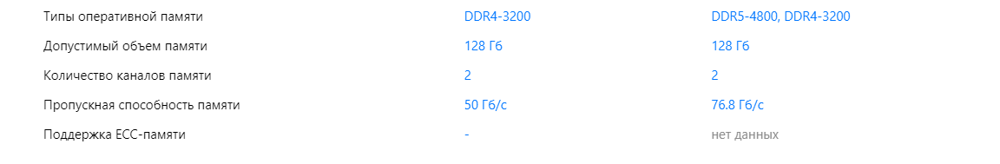 Типы оперативной памяти DDR4-3200 DDR5-4800, DDR4-3200
Допустимый объем памяти 128 Гб 128 Гб
Количество каналов памяти 2 2
Пропускная способность памяти 50 Гб/с 76.8 Гб/с
Поддержка ECC-памяти - нет данных